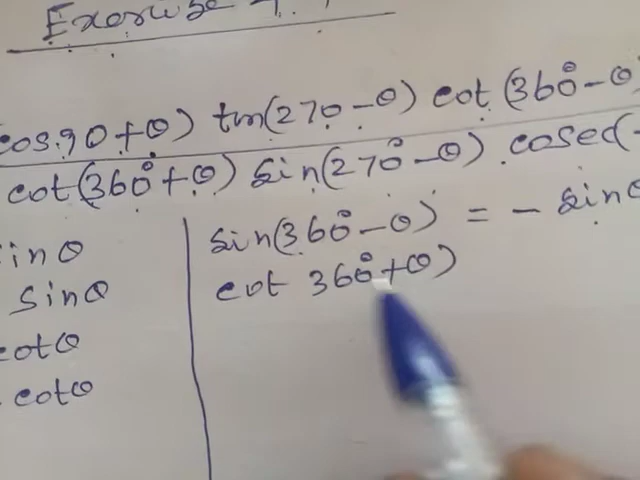 Exercise
cos 90 + θ) tan(270 - θ) cot (360° - θ)
cot(360° + θ) sin(270° - θ) cosec(-
inθ
sinθ
cotθ
cotθ
sin(360° - θ) = - sinθ
cot 360° + θ)